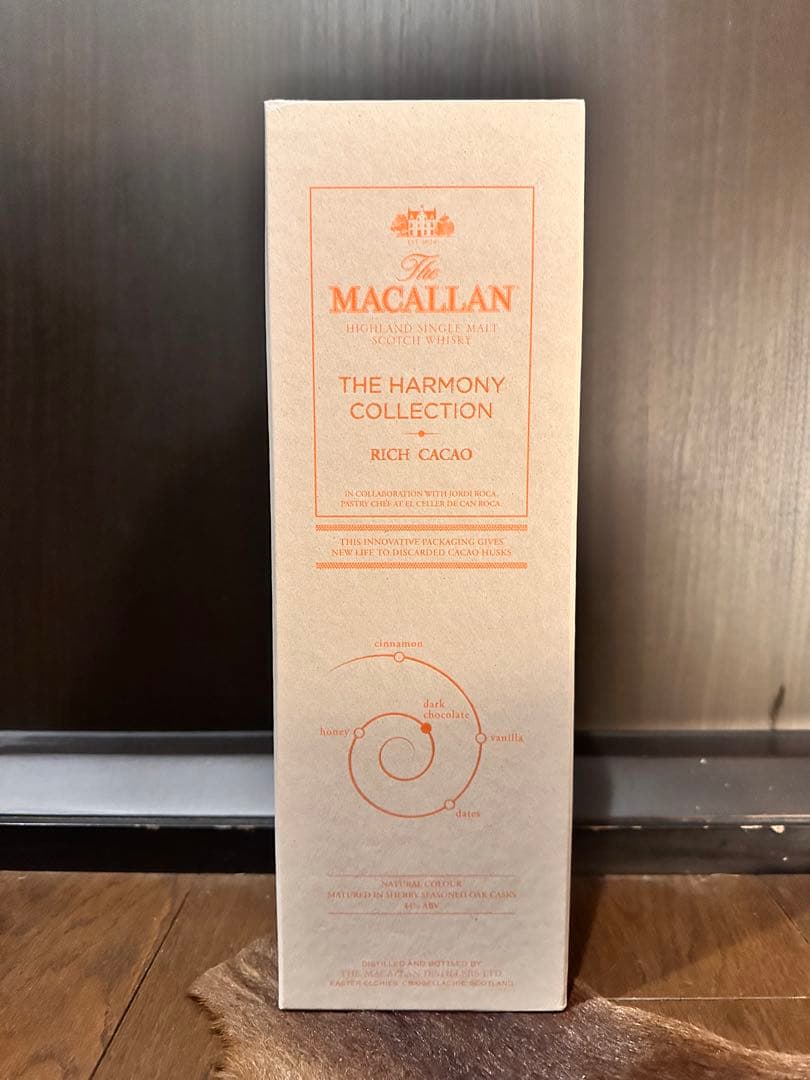 EST. 1824
The
MACALLAN
HIGHLAND SINGLE MALT
SCOTCH WHISKY
THE HARMONY
COLLECTION
RICH CACAO
IN COLLABORATION WITH JORDI ROCA,
PASTRY CHEF AT EL CELLER DE CAN ROCA.
THIS INNOVATIVE PACKAGING GIVES
NEW LIFE TO DISCARDED CACAO HUSKS
cinnamon
dark
chocolate
honey
vanilla
dates
NATURAL COLOUR
MATURED IN SHERRY SEASONED OAK CASKS
44% ABV
DISTILLED AND BOTTLED BY
THE MACALLAN DISTILLERS LTD
EASTER ELCHIES, CRAIGELLACHIE, SCOTLAND